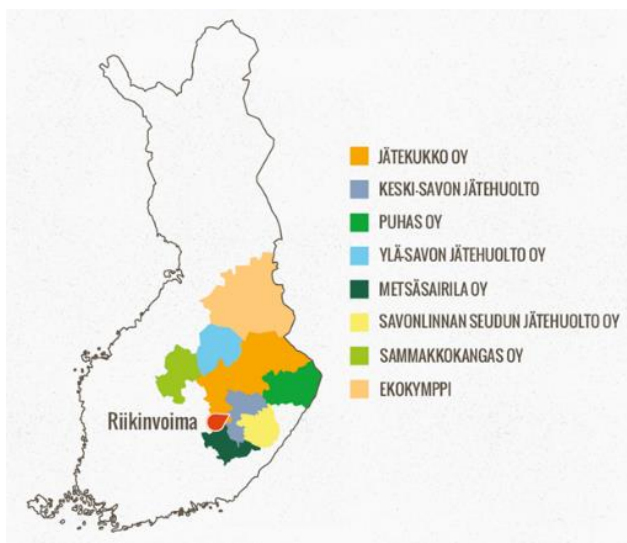 JÄTEKUKKO OY
KESKI-SAVON JÄTEHUOLTO
PUHAS OY
YLÄ-SAVON JÄTEHUOLTO OY
METSÄSAIRILA OY
SAVONLINNAN SEUDUN JÄTEHUOLTO OY
SAMMAKKOKANGAS OY
EKOKYMPPI
Riikinvoima